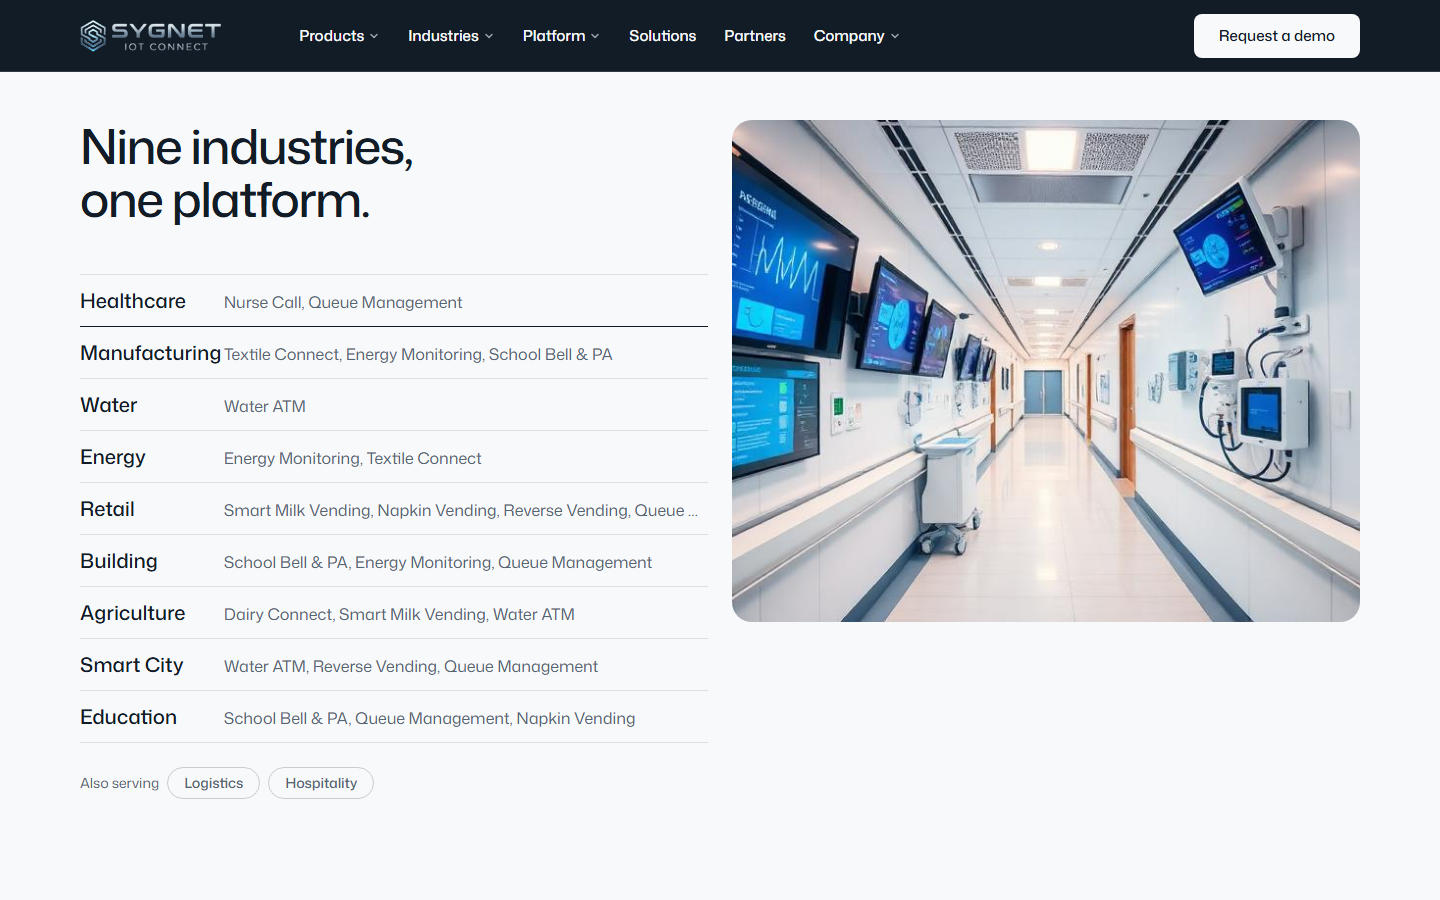 SYGNET
IOT CONNECT
Products
Industries
Platform
Solutions
Partners
Company
Request a demo
Nine industries,
one platform.
Healthcare Nurse Call, Queue Management
Manufacturing Textile Connect, Energy Monitoring, School Bell & PA
Water Water ATM
Energy Energy Monitoring, Textile Connect
Retail Smart Milk Vending, Napkin Vending, Reverse Vending, Queue ...
Building School Bell & PA, Energy Monitoring, Queue Management
Agriculture Dairy Connect, Smart Milk Vending, Water ATM
Smart City Water ATM, Reverse Vending, Queue Management
Education School Bell & PA, Queue Management, Napkin Vending
Also serving Logistics Hospitality